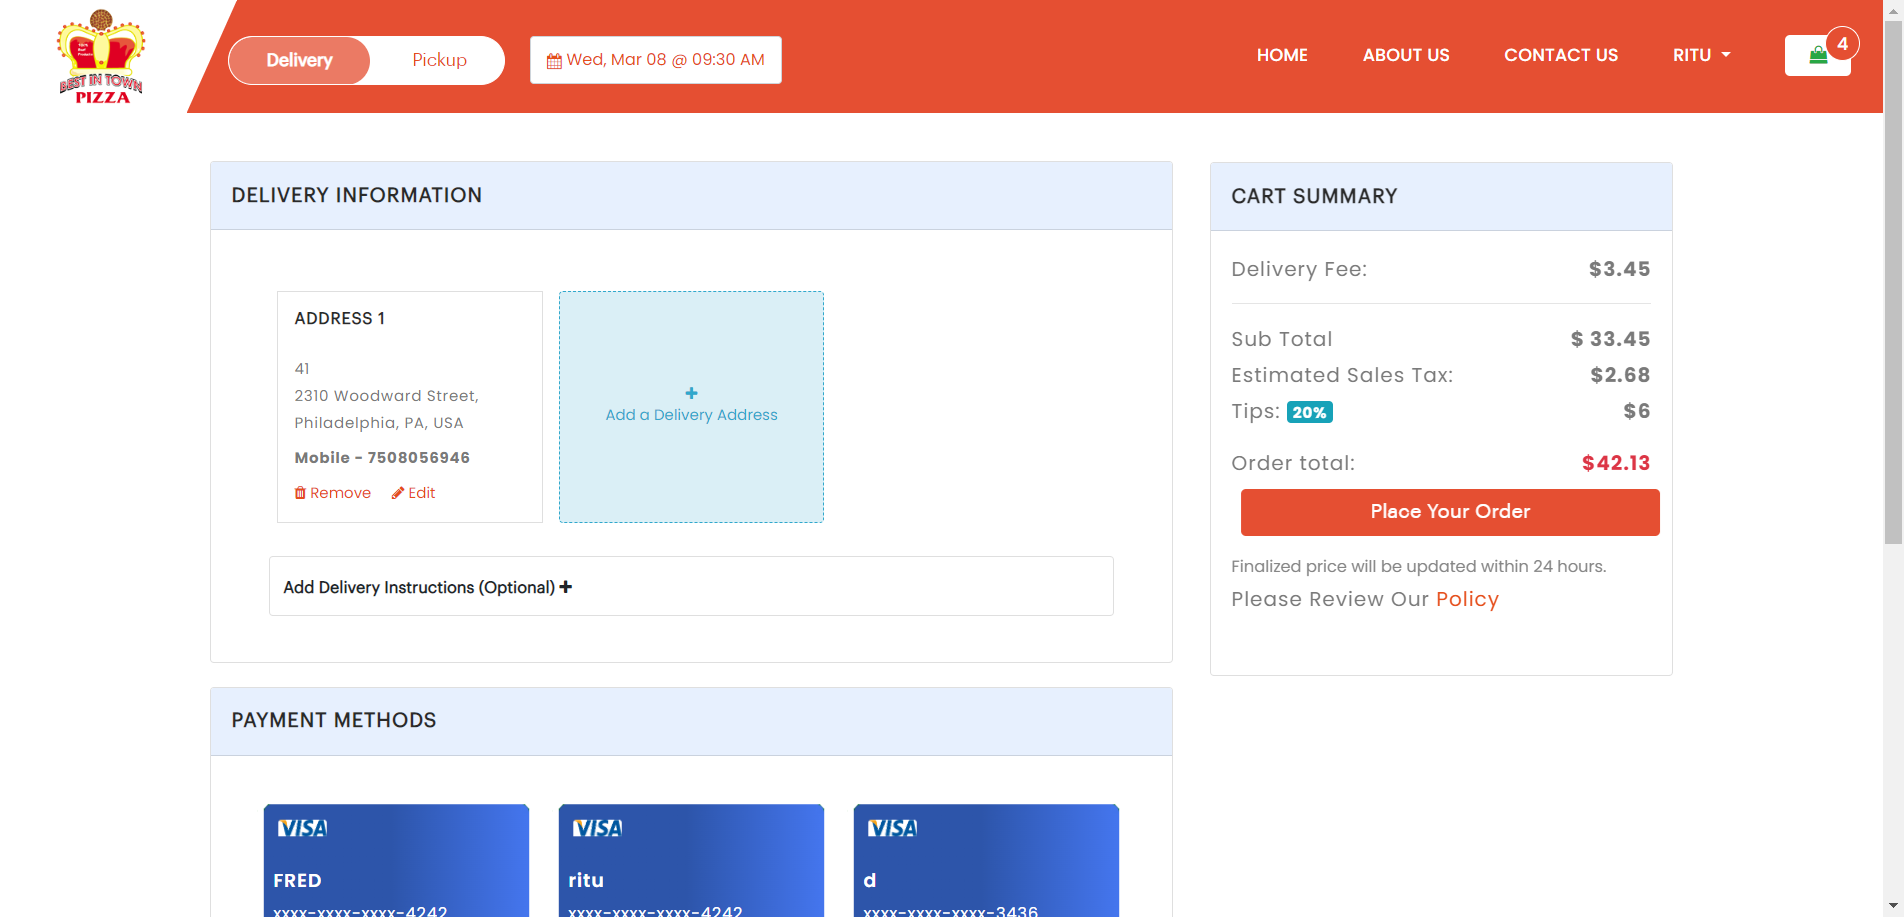 BEST IN TOWN
PIZZA
Delivery
Pickup
Wed, Mar 08 @ 09:30 AM
HOME
ABOUT US
CONTACT US
RITU
4
DELIVERY INFORMATION
ADDRESS 1
41
2310 Woodward Street,
Philadelphia, PA, USA
Mobile - 7508056946
Remove
Edit
Add a Delivery Address
Add Delivery Instructions (Optional)
CART SUMMARY
Delivery Fee: $3.45
Sub Total $ 33.45
Estimated Sales Tax: $2.68
Tips: 20% $6
Order total: $42.13
Place Your Order
Finalized price will be updated within 24 hours.
Please Review Our Policy
PAYMENT METHODS
VISA
FRED
xxxx-xxxx-xxxx-4242
VISA
ritu
xxxx-xxxx-xxxx-4242
VISA
d
xxxx-xxxx-xxxx-3436